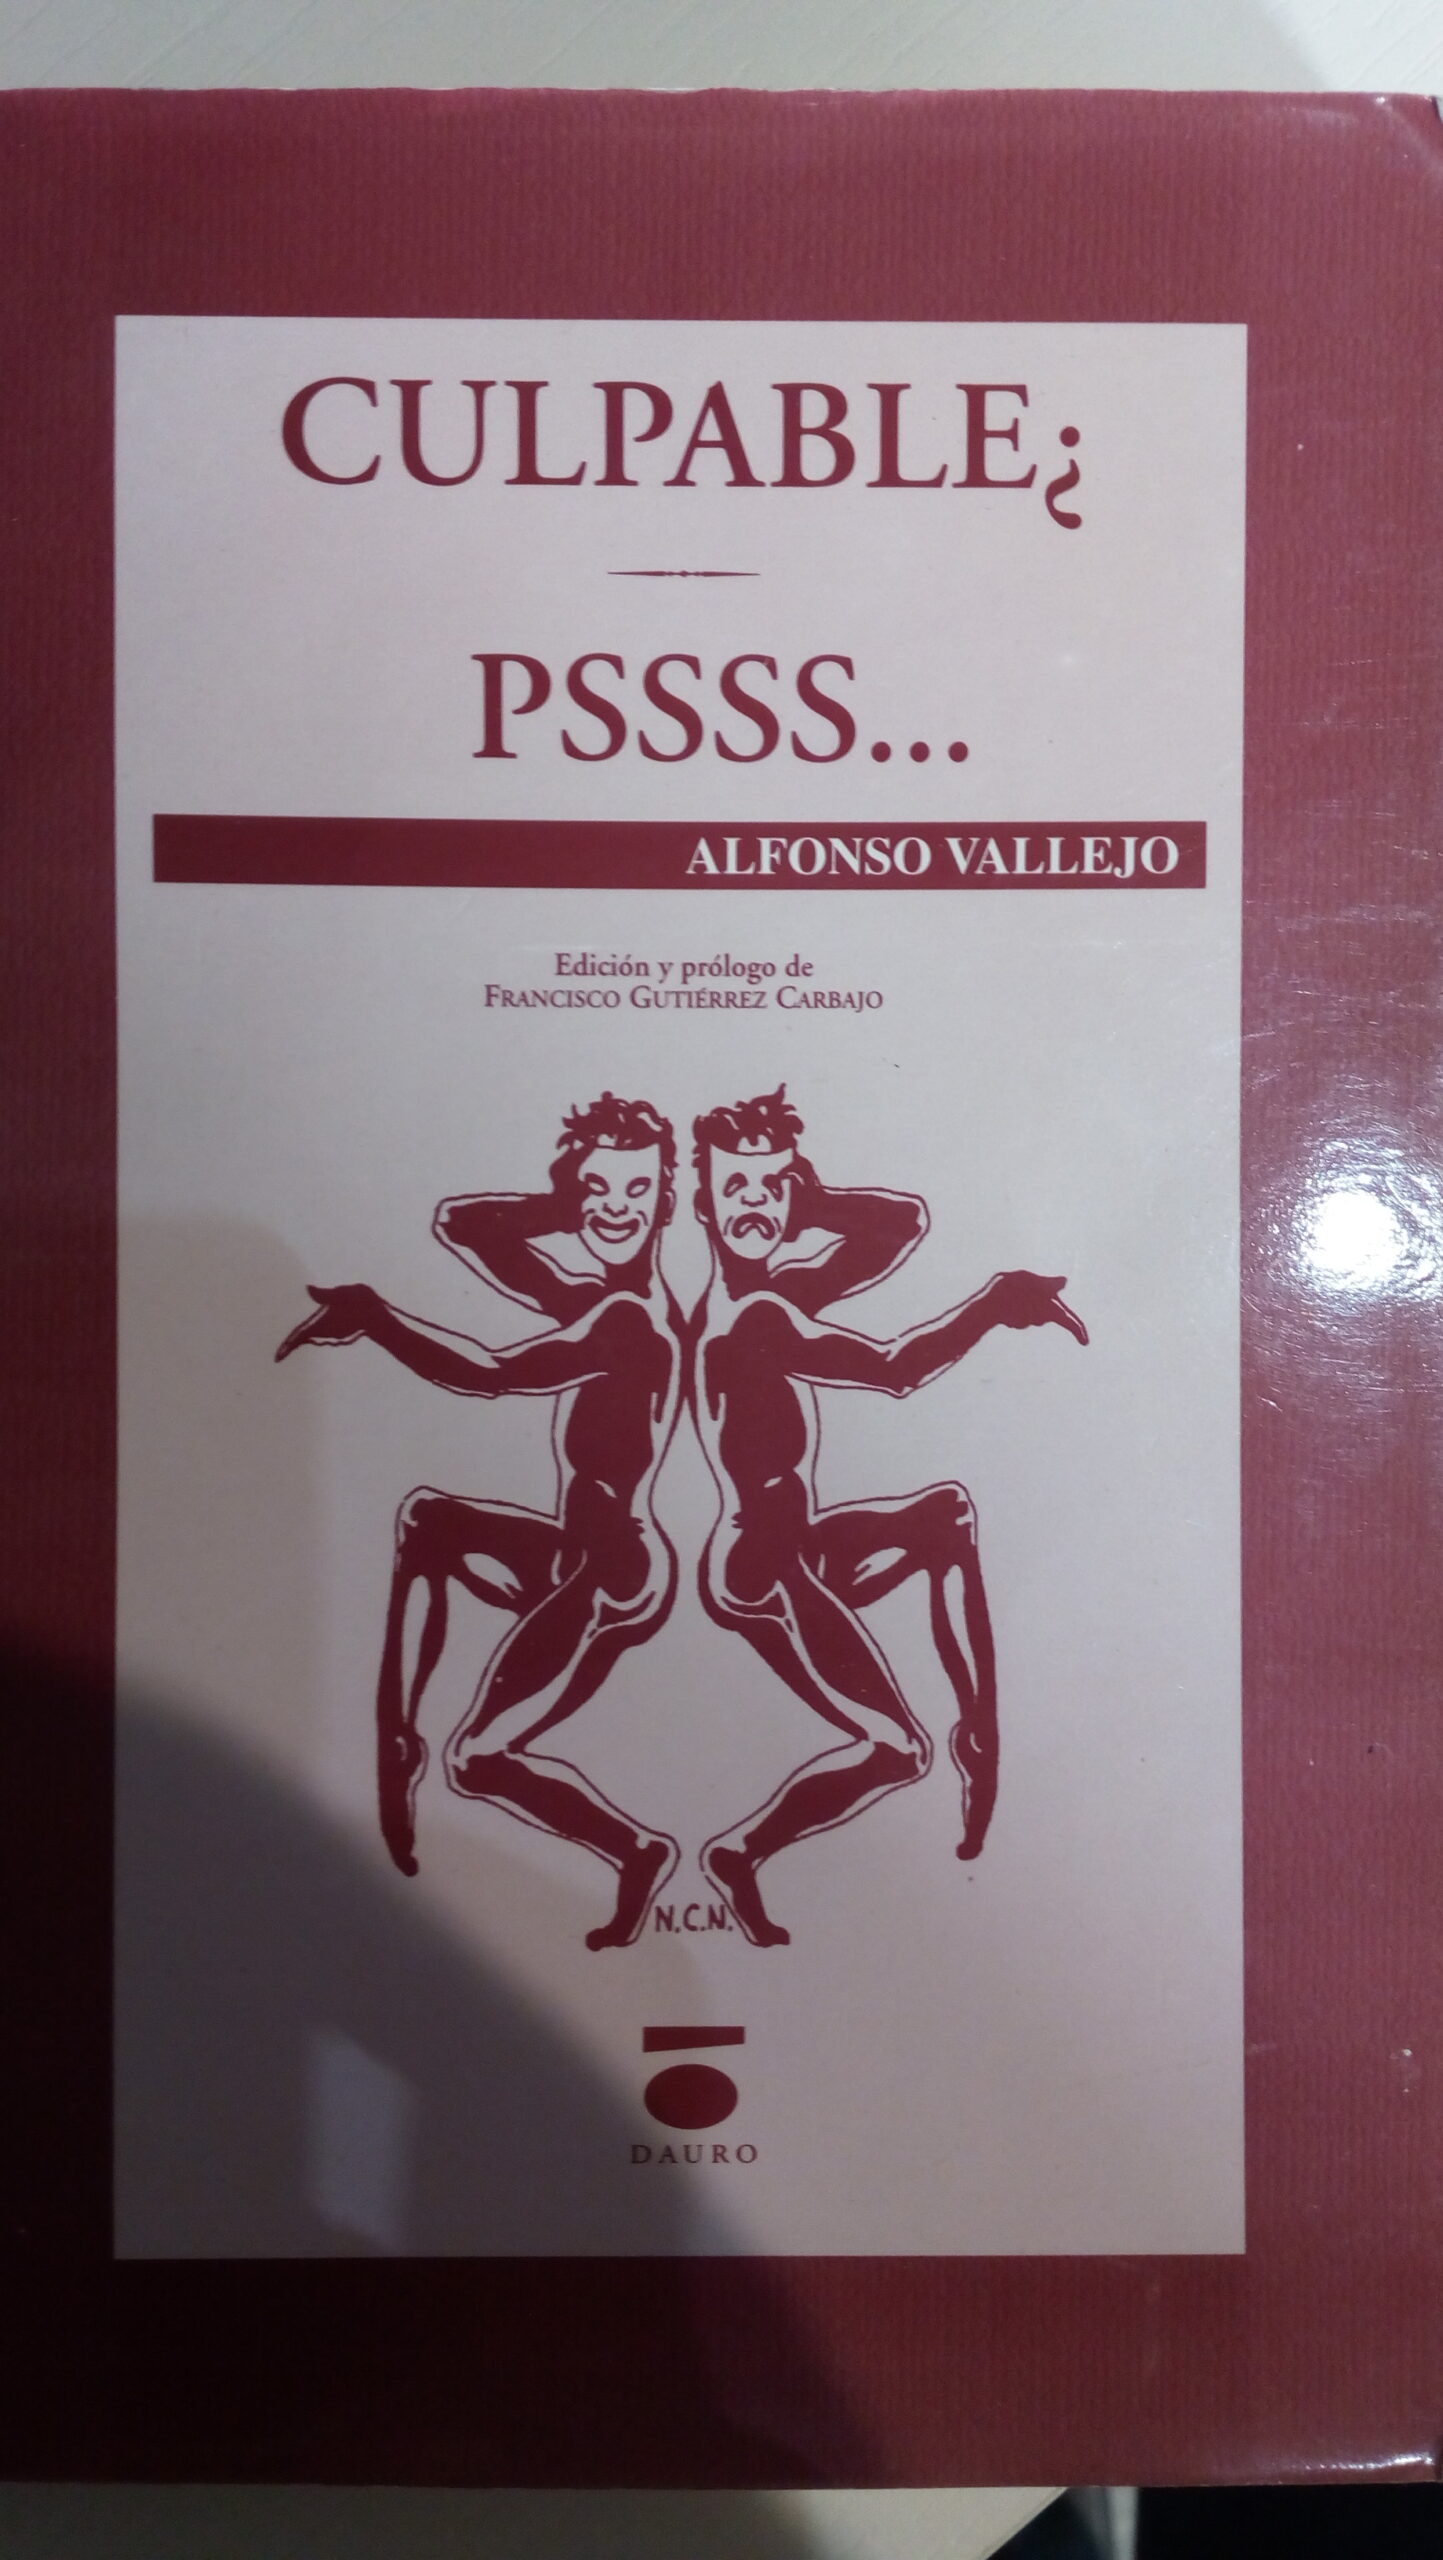 CULPABLE¿
PSSSS...
ALFONSO VALLEJO
Edición y prólogo de
FRANCISCO GUTIÉRREZ CARBAJO
N.C.N.
DAURO